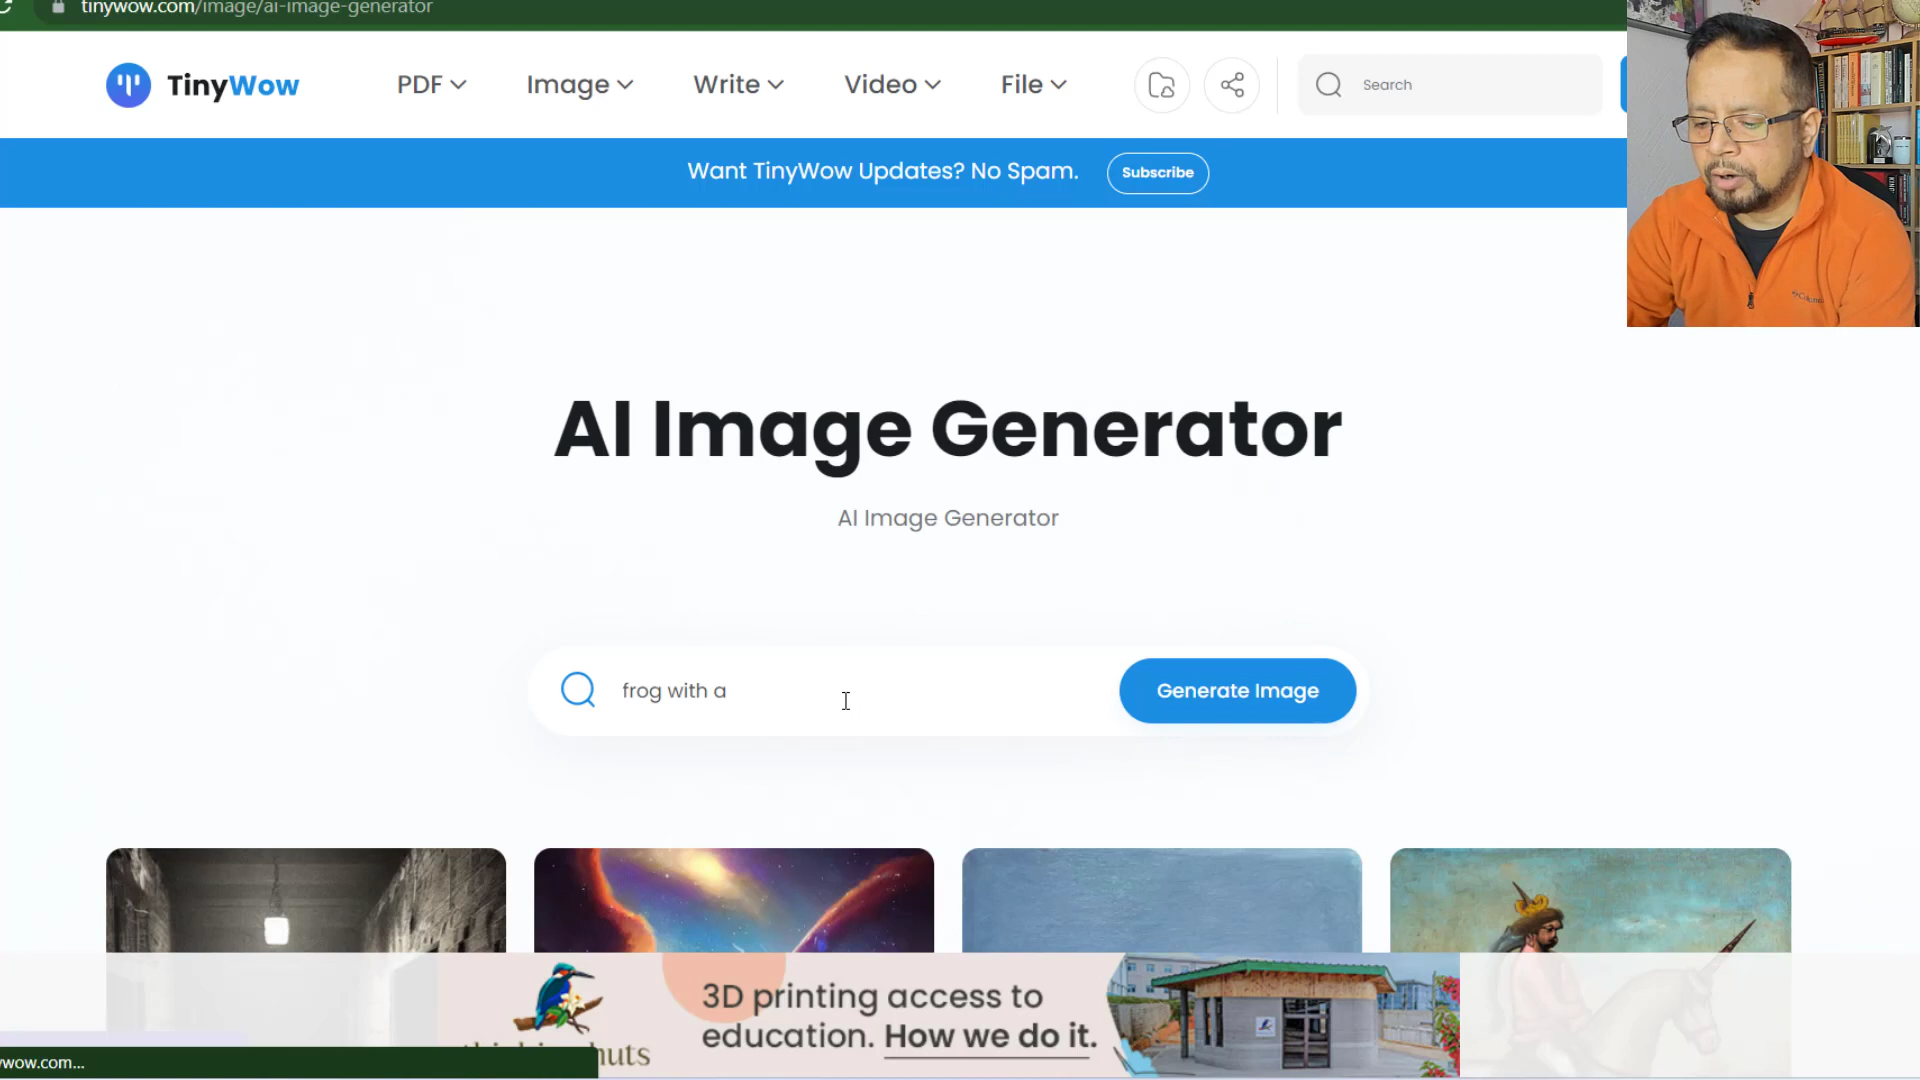 tinywow.com/image/ai-image-generator
TinyWow
PDF
Image
Write
Video
File
Search
Want TinyWow Updates? No Spam.
Subscribe
AI Image Generator
AI Image Generator
frog with a
Generate Image
3D printing access to
education. How we do it.
huts
wow.com...
Columbia